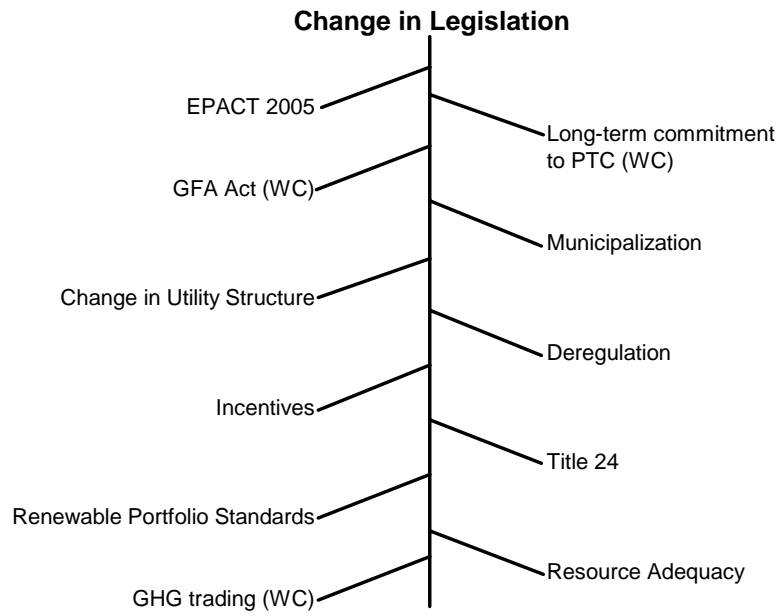 Change in Legislation
EPACT 2005
Long-term commitment
to PTC (WC)
GFA Act (WC)
Municipalization
Change in Utility Structure
Deregulation
Incentives
Title 24
Renewable Portfolio Standards
Resource Adequacy
GHG trading (WC)